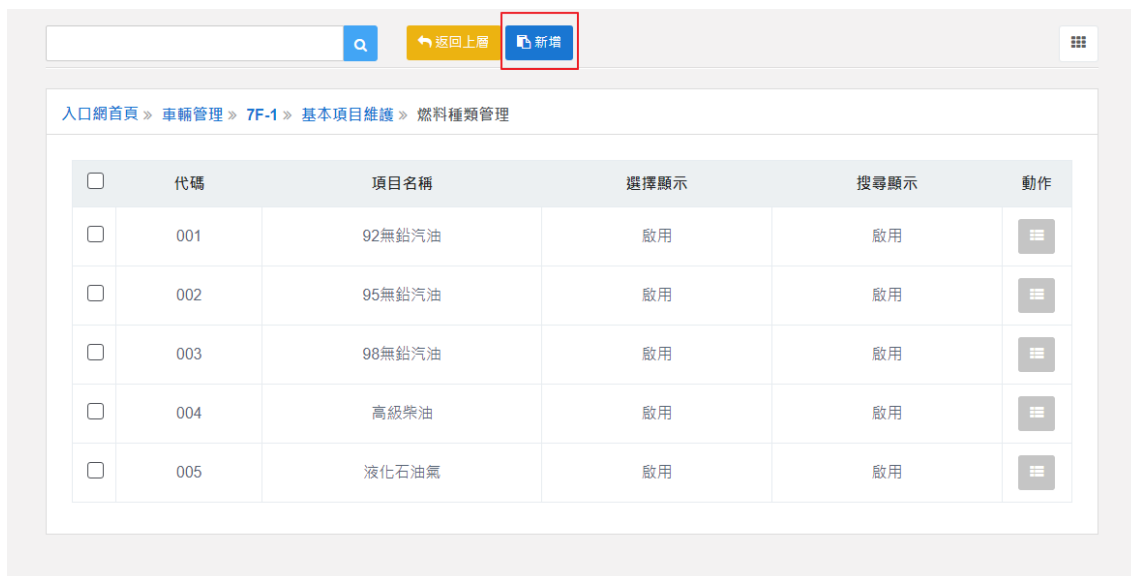 返回上層 新增
入口網首頁 » 車輛管理 » 7F-1 » 基本項目維護 » 燃料種類管理
代碼 項目名稱 選擇顯示 搜尋顯示 動作
001 92無鉛汽油 啟用 啟用
002 95無鉛汽油 啟用 啟用
003 98無鉛汽油 啟用 啟用
004 高級柴油 啟用 啟用
005 液化石油氣 啟用 啟用